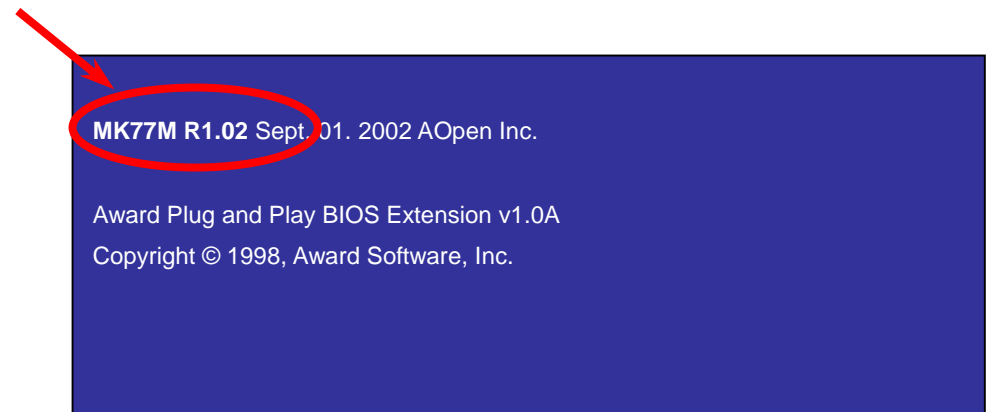 MK77M R1.02 Sept. 01. 2002 AOpen Inc.
Award Plug and Play BIOS Extension v1.0A
Copyright © 1998, Award Software, Inc.